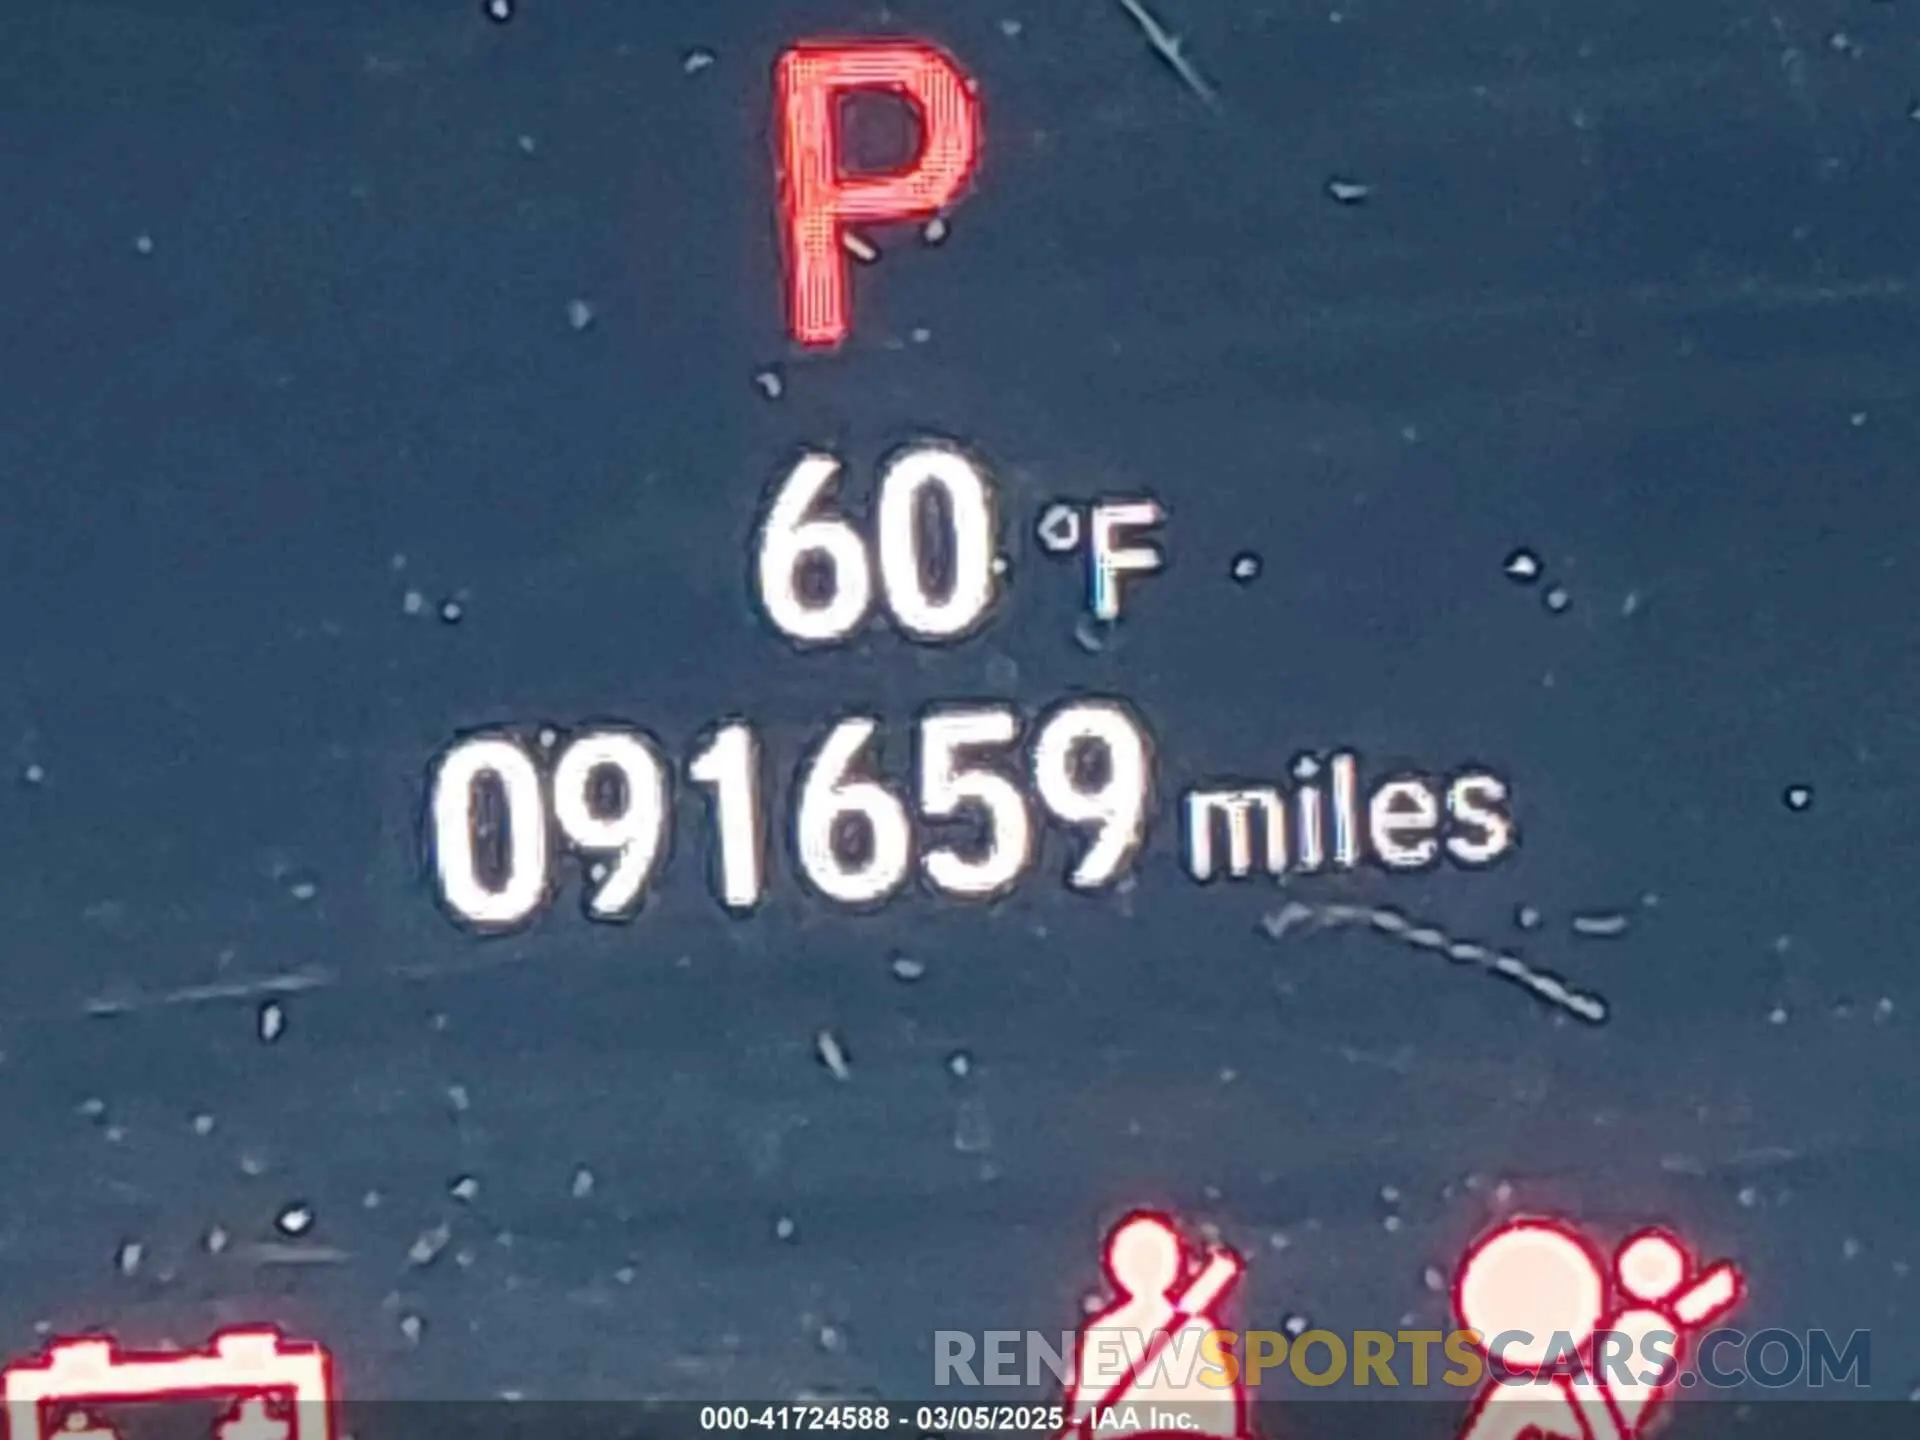 P
60 °F
091659 miles
RENEWSPORTSCARS.COM
000-41724588 - 03/05/2025 - IAA Inc.